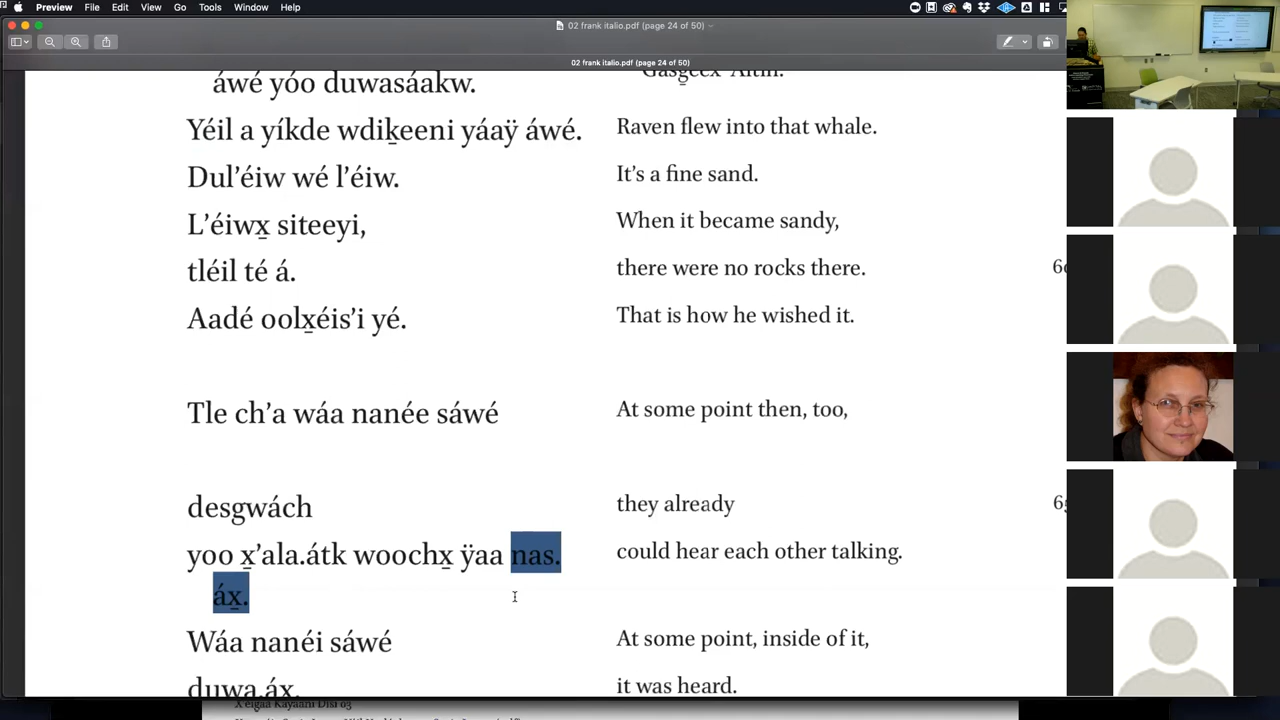 Preview File Edit View Go Tools Window Help
02 frank italio.pdf (page 24 of 50)
02 frank italio.pdf (page 24 of 50)
áwé yóo duwasáakw.
Yéil a yíkde wdiḵeeni yáaÿ áwé.
Raven flew into that whale.
Dul’éiw wé l’éiw.
It’s a fine sand.
L’éiwx̱ siteeyi,
When it became sandy,
tléil té á.
there were no rocks there.
Aadé oolx̱éis’i yé.
That is how he wished it.
Tle ch’a wáa nanée sáwé
At some point then, too,
desgwách
they already
yoo x̱’ala.átk woochx̱ ÿaa nas.
could hear each other talking.
áx̱.
Wáa nanéi sáwé
At some point, inside of it,
duwa.áx̱.
it was heard.